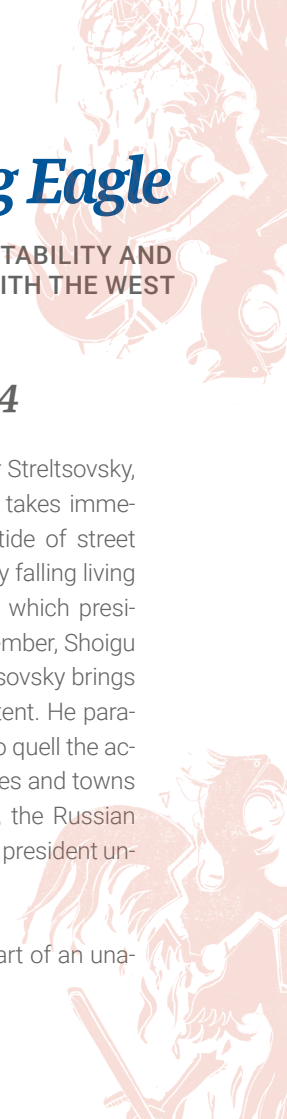 g Eagle
TABILITY AND
ITH THE WEST
4
Streltsovsky,
takes imme-
tide of street
y falling living
which presi-
ember, Shoigu
sovsky brings
tent. He para-
o quell the ac-
es and towns
the Russian
president un-
art of an una-